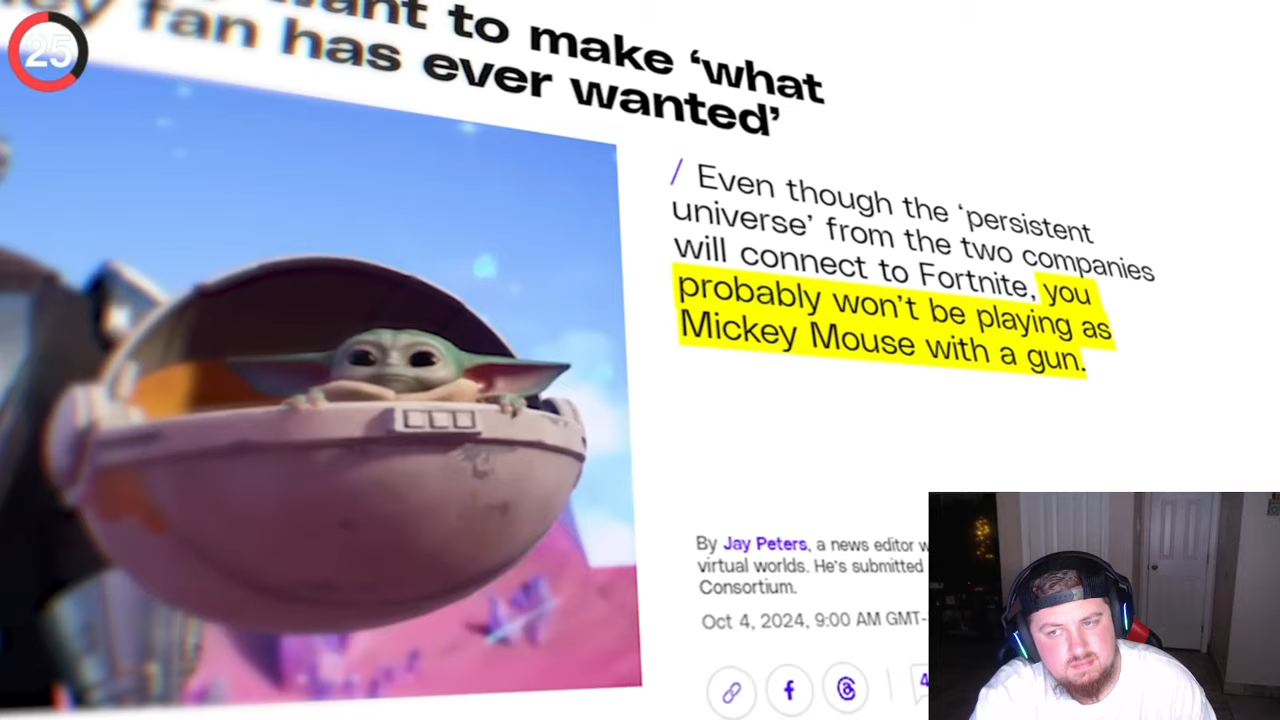 25
want to make ‘what
fan has ever wanted’
/ Even though the ‘persistent
universe’ from the two companies
will connect to Fortnite, you
probably won’t be playing as
Mickey Mouse with a gun.
By Jay Peters, a news editor
virtual worlds. He’s submitted
Consortium.
Oct 4, 2024, 9:00 AM GMT-